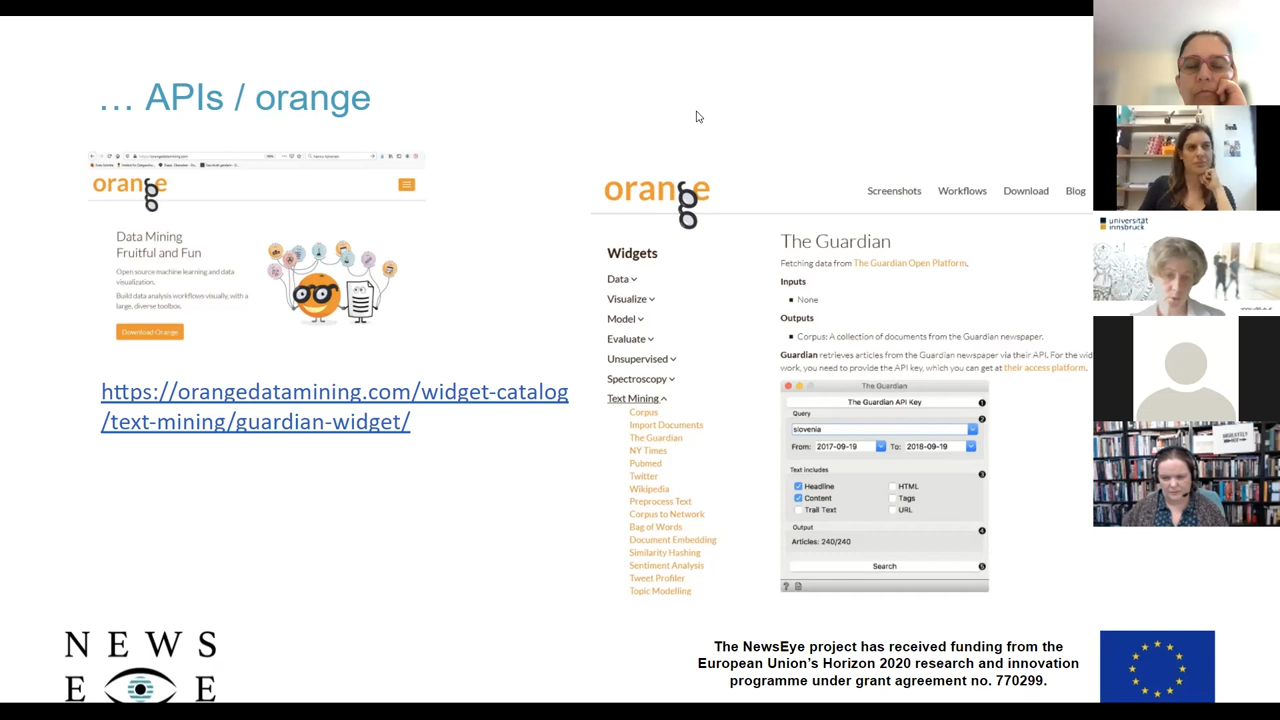 … APIs / orange
orange
Data Mining
Fruitful and Fun
Open source machine learning and data
visualization.
Build data analysis workflows visually, with a
large, diverse toolbox.
Download Orange
https://orangedatamining.com/widget-catalog
/text-mining/guardian-widget/
orange
Screenshots Workflows Download Blog
Widgets
Data
Visualize
Model
Evaluate
Unsupervised
Spectroscopy
Text Mining
Corpus
Import Documents
The Guardian
NY Times
Pubmed
Twitter
Wikipedia
Preprocess Text
Corpus to Network
Bag of Words
Document Embedding
Similarity Hashing
Sentiment Analysis
Tweet Profiler
Topic Modelling
The Guardian
Fetching data from The Guardian Open Platform.
Inputs
None
Outputs
Corpus: A collection of documents from the Guardian newspaper.
Guardian retrieves articles from the Guardian newspaper via their API. For the wi
work, you need to provide the API key, which you can get at their access platform.
The Guardian
The Guardian API Key 1
Query 2
slovenia
From: 2017-09-19 To: 2018-09-19
Text includes 3
Headline HTML
Content Tags
Trail Text URL
Output 4
Articles: 240/240
Search 5
?
NEWS
EYE
The NewsEye project has received funding from the
European Union’s Horizon 2020 research and innovation
programme under grant agreement no. 770299.
universität
innsbruck